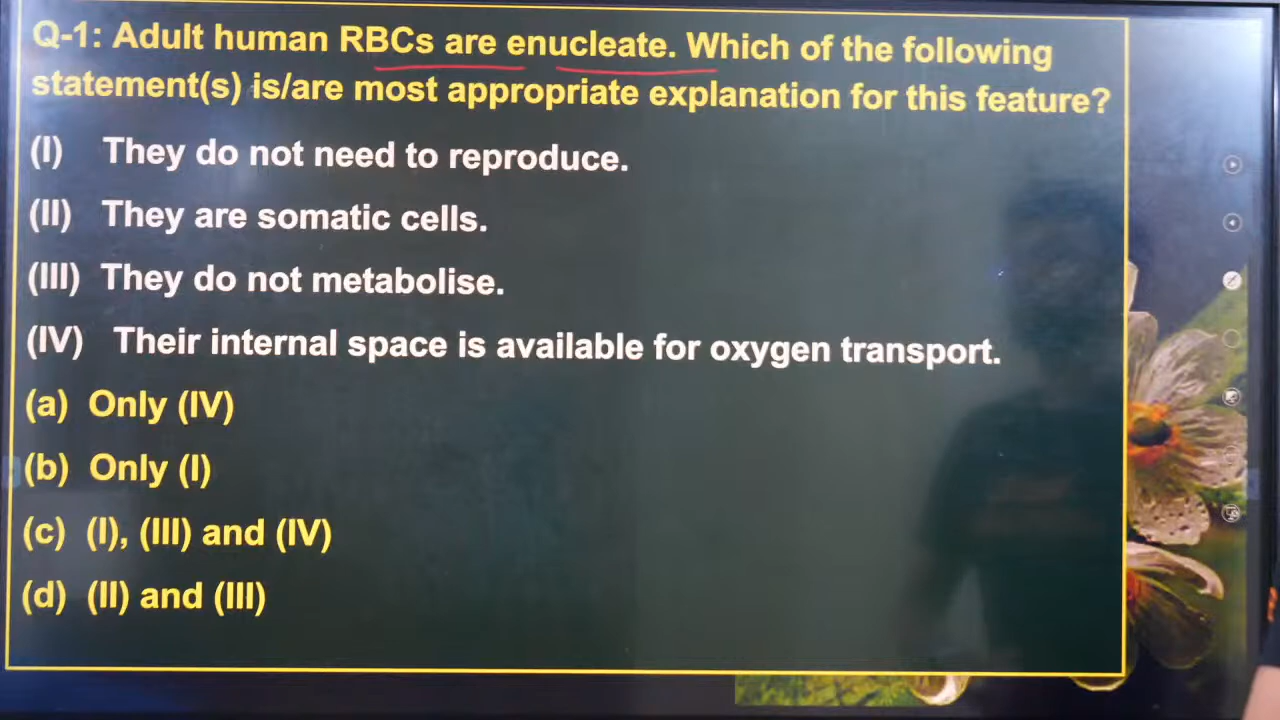 Q-1: Adult human RBCs are enucleate. Which of the following
statement(s) is/are most appropriate explanation for this feature?
(I) They do not need to reproduce.
(II) They are somatic cells.
(III) They do not metabolise.
(IV) Their internal space is available for oxygen transport.
(a) Only (IV)
(b) Only (I)
(c) (I), (III) and (IV)
(d) (II) and (III)